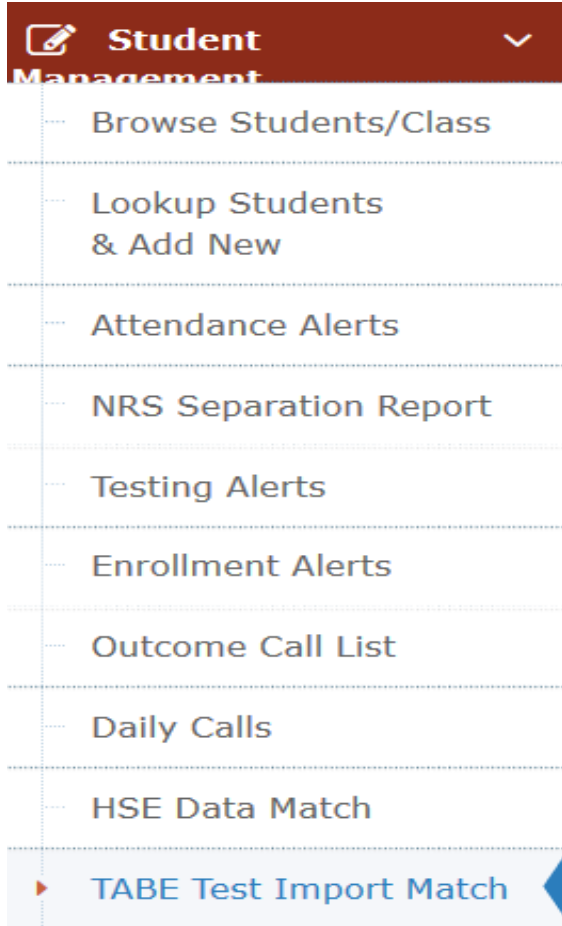 Student
Management
Browse Students/Class
Lookup Students
& Add New
Attendance Alerts
NRS Separation Report
Testing Alerts
Enrollment Alerts
Outcome Call List
Daily Calls
HSE Data Match
TABE Test Import Match